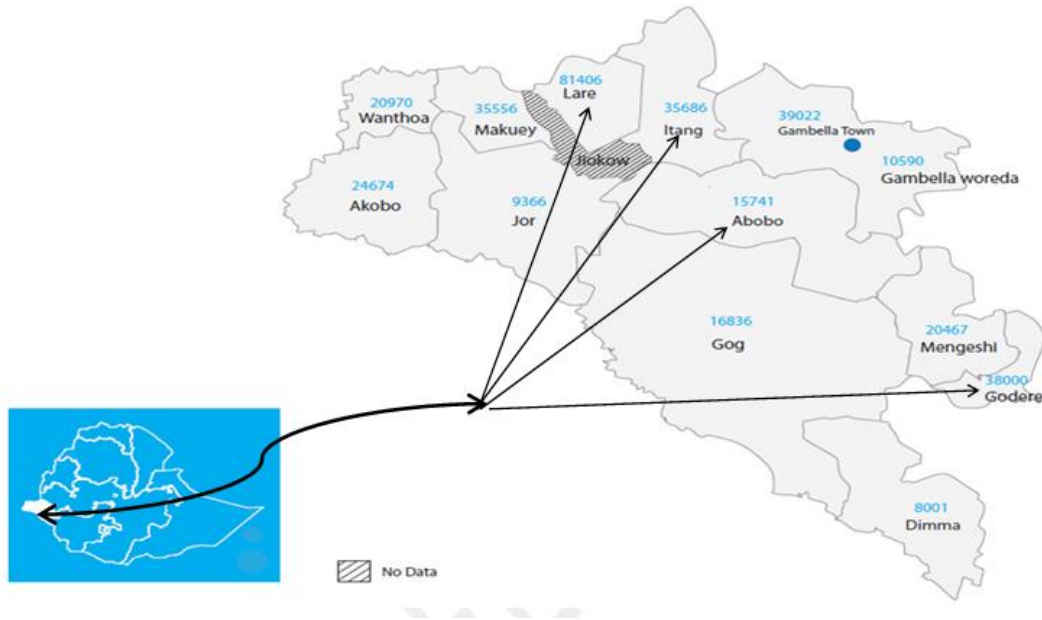 81406
Lare
20970
Wanthoa
35556
Makuey
35686
Itang
39022
Gambella Town
Jiokow
10590
Gambella woreda
24674
Akobo
9366
Jor
15741
Abobo
16836
Gog
20467
Mengeshi
38000
Godere
8001
Dimma
No Data